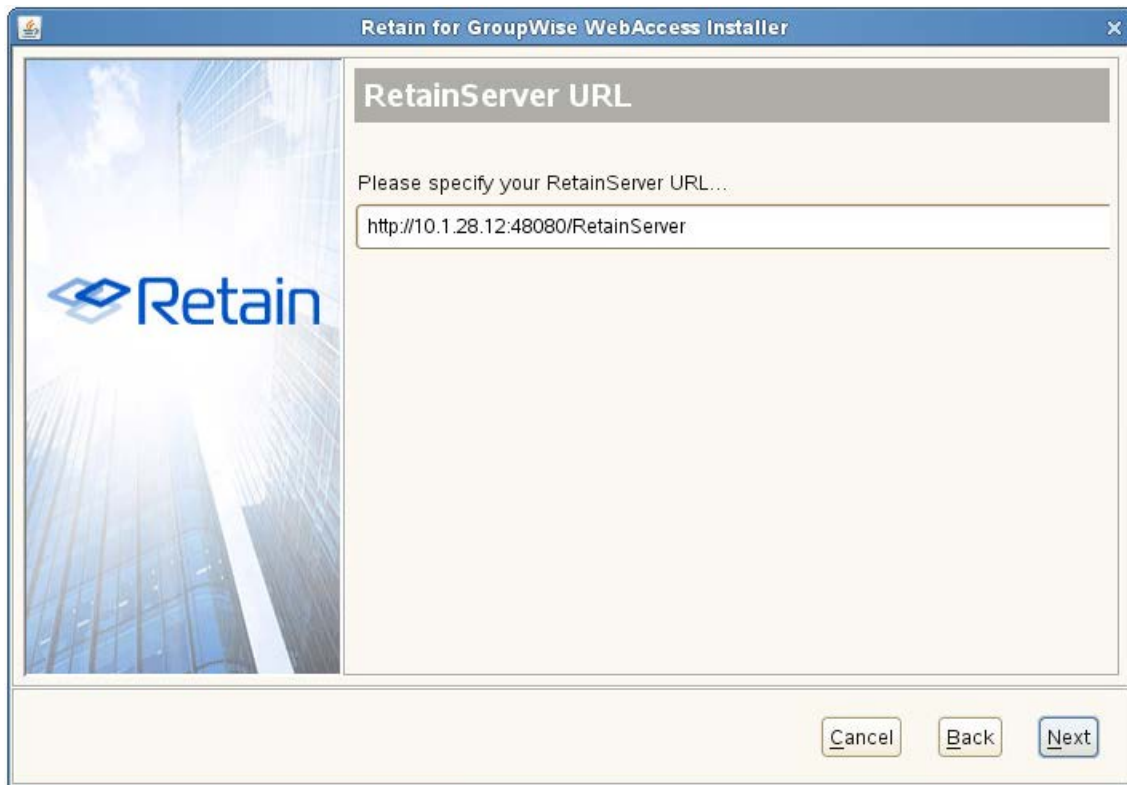 Retain for GroupWise WebAccess Installer
RetainServer URL
Please specify your RetainServer URL...
http://10.1.28.12:48080/RetainServer
Retain
Cancel
Back
Next